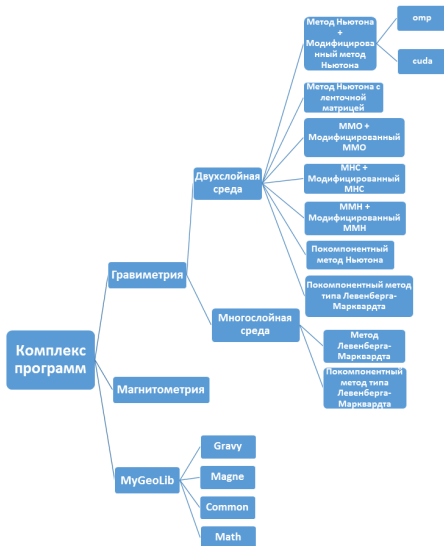 Метод Ньютона
+
Модифицирова
нный метод
Ньютона
omp
cuda
Метод Ньютона с
ленточной
матрицей
ММО +
Модифицированный
ММО
МНС +
Модифицированный
МНС
ММН +
Модифицированный
ММН
Покомпонентный
метод Ньютона
Покомпонентный метод
типа Левенберга-
Марквардта
Двухслойная
среда
Гравиметрия
Многослойная
среда
Метод
Левенберга-
Марквардта
Покомпонентный
метод типа
Левенберга-
Марквардта
Комплекс
программ
Магнитометрия
MyGeoLib
Gravy
Magne
Common
Math